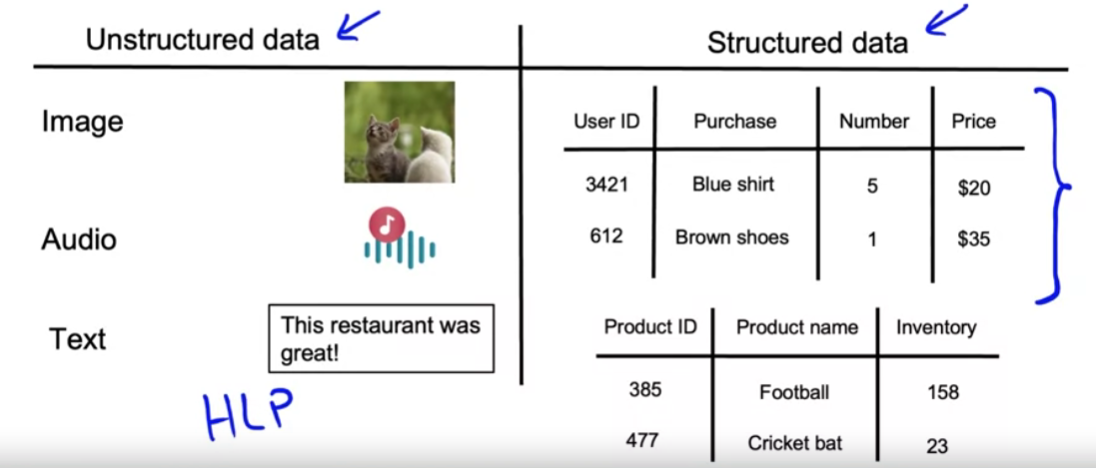 Unstructured data
Structured data
Image
Audio
Text
This restaurant was
great!
HLP
User ID Purchase Number Price
3421 Blue shirt 5 $20
612 Brown shoes 1 $35
Product ID Product name Inventory
385 Football 158
477 Cricket bat 23